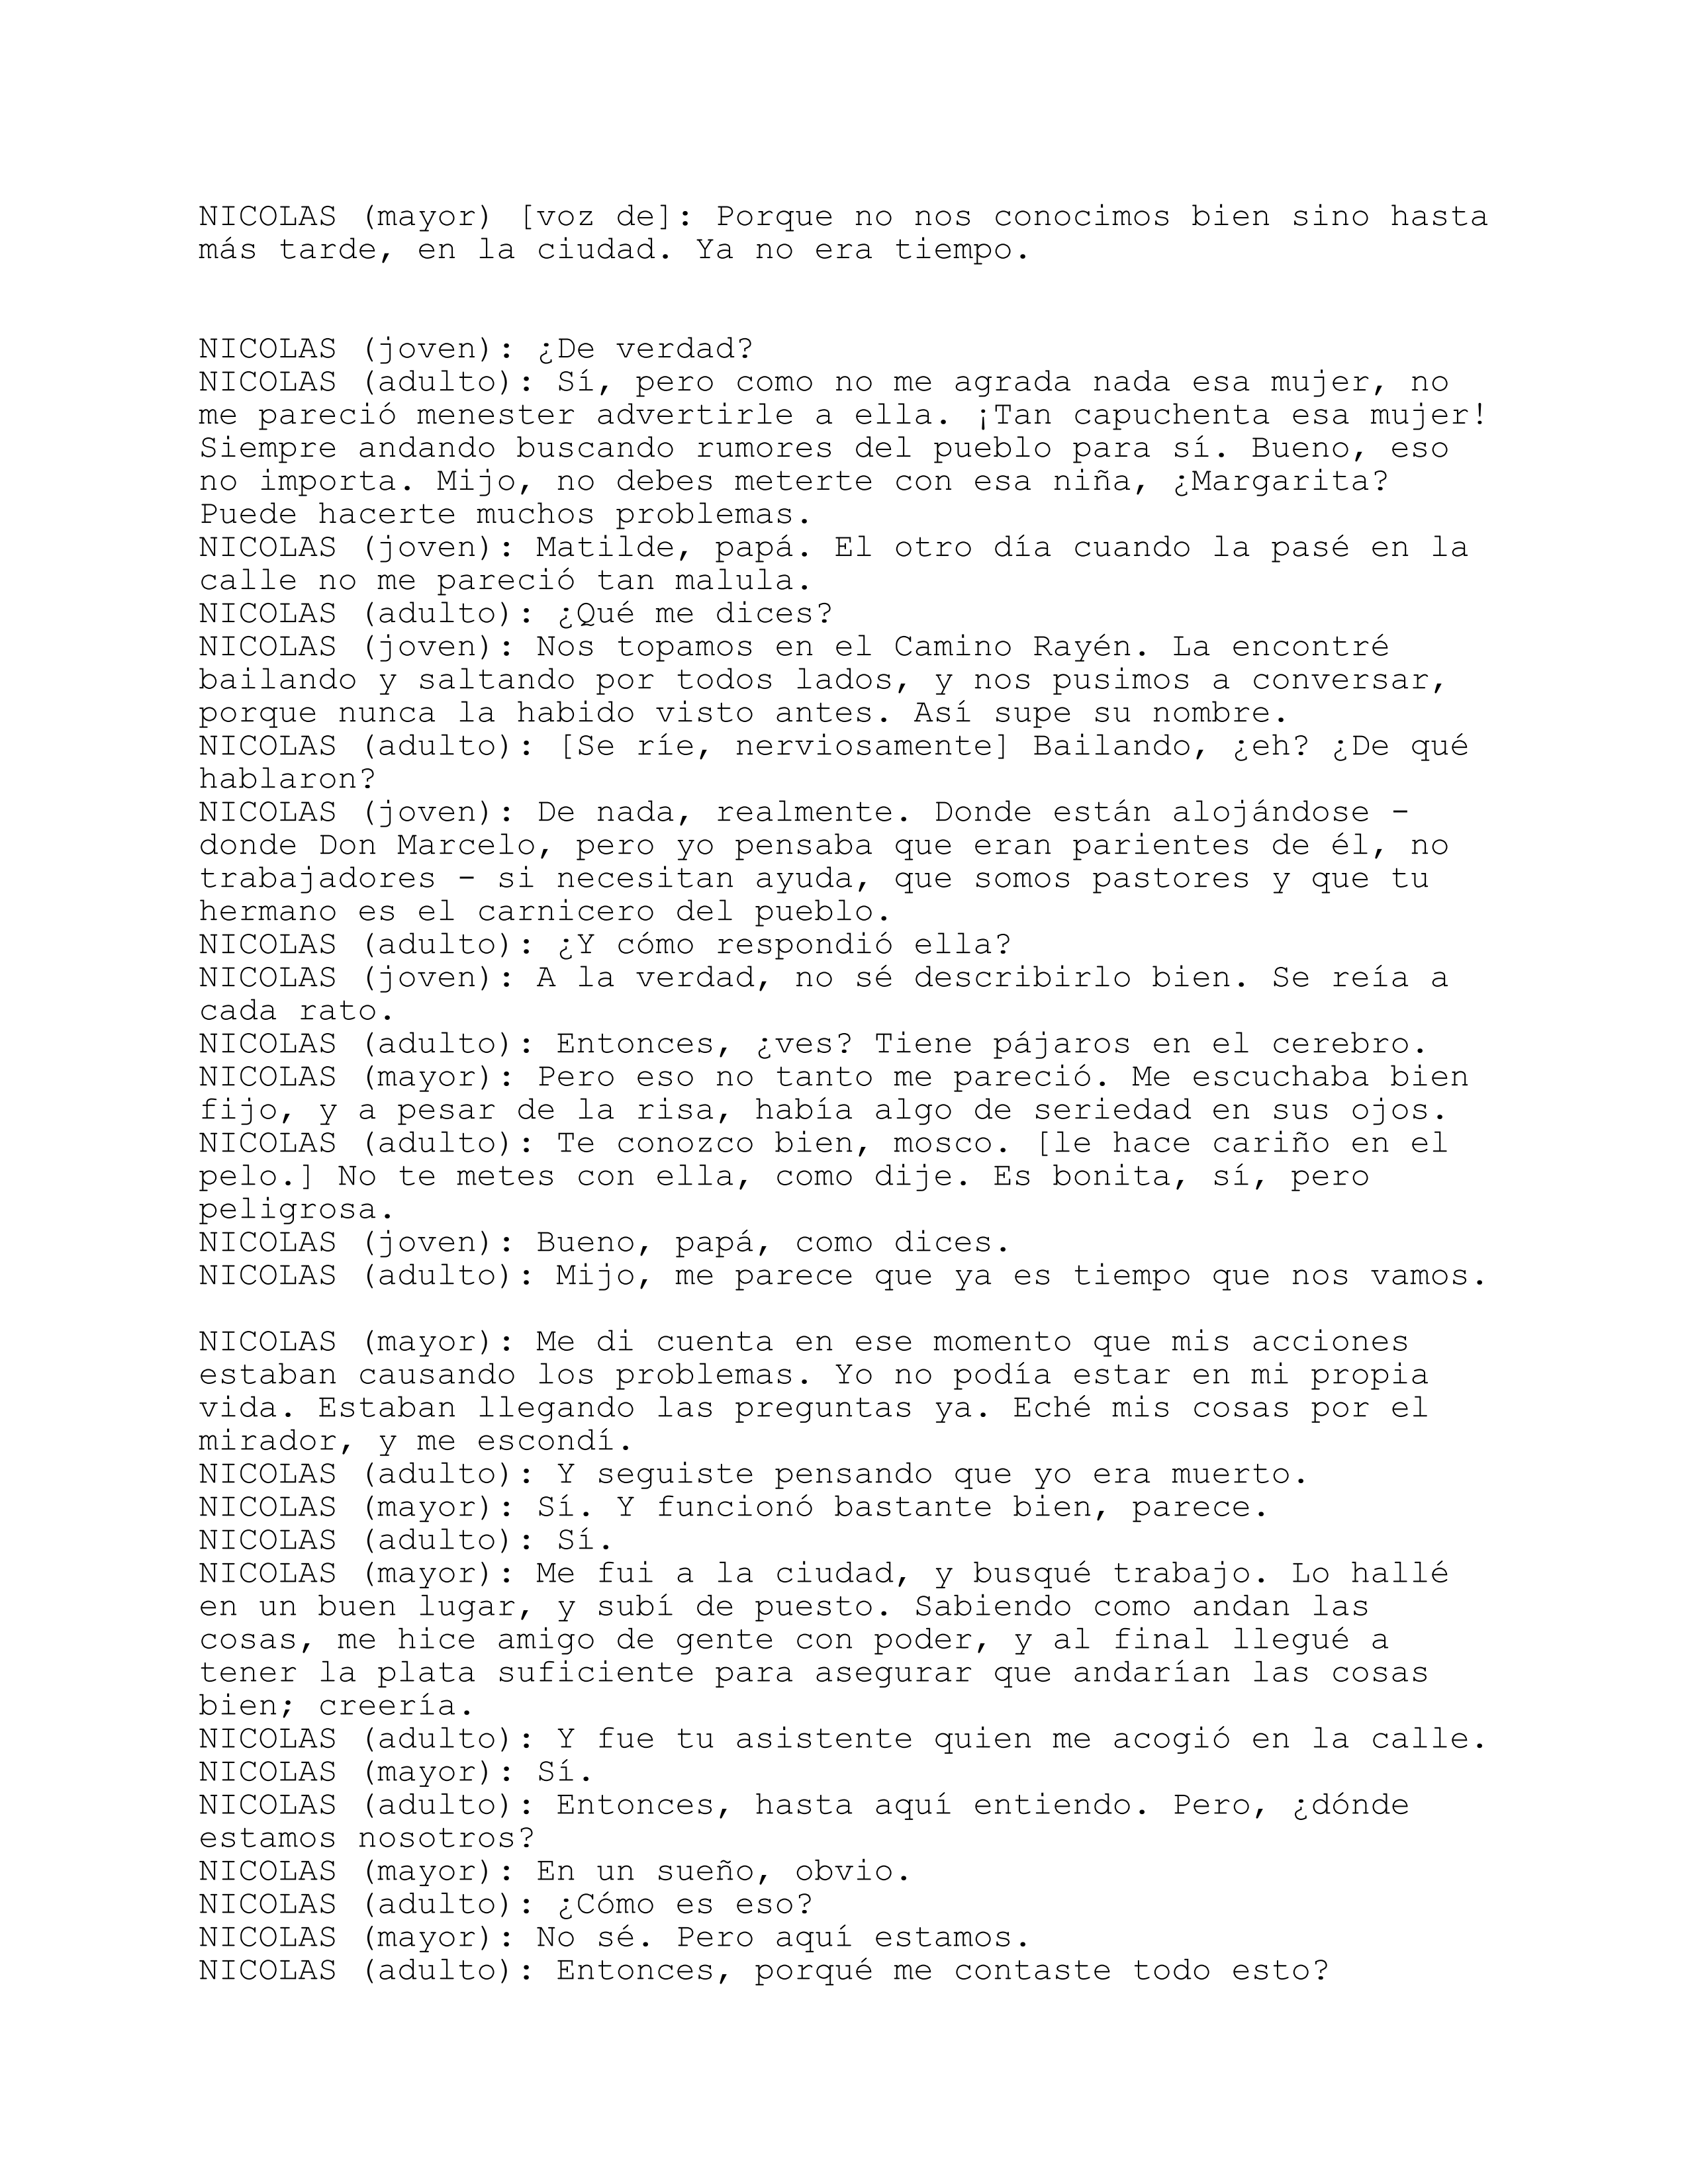 NICOLAS (mayor) [voz de]: Porque no nos conocimos bien sino hasta
más tarde, en la ciudad. Ya no era tiempo.
NICOLAS (joven): ¿De verdad?
NICOLAS (adulto): Sí, pero como no me agrada nada esa mujer, no
me pareció menester advertirle a ella. ¡Tan capuchenta esa mujer!
Siempre andando buscando rumores del pueblo para sí. Bueno, eso
no importa. Mijo, no debes meterte con esa niña, ¿Margarita?
Puede hacerte muchos problemas.
NICOLAS (joven): Matilde, papá. El otro día cuando la pasé en la
calle no me pareció tan malula.
NICOLAS (adulto): ¿Qué me dices?
NICOLAS (joven): Nos topamos en el Camino Rayén. La encontré
bailando y saltando por todos lados, y nos pusimos a conversar,
porque nunca la habido visto antes. Así supe su nombre.
NICOLAS (adulto): [Se ríe, nerviosamente] Bailando, ¿eh? ¿De qué
hablaron?
NICOLAS (joven): De nada, realmente. Donde están alojándose -
donde Don Marcelo, pero yo pensaba que eran parientes de él, no
trabajadores - si necesitan ayuda, que somos pastores y que tu
hermano es el carnicero del pueblo.
NICOLAS (adulto): ¿Y cómo respondió ella?
NICOLAS (joven): A la verdad, no sé describirlo bien. Se reía a
cada rato.
NICOLAS (adulto): Entonces, ¿ves? Tiene pájaros en el cerebro.
NICOLAS (mayor): Pero eso no tanto me pareció. Me escuchaba bien
fijo, y a pesar de la risa, había algo de seriedad en sus ojos.
NICOLAS (adulto): Te conozco bien, mosco. [le hace cariño en el
pelo.] No te metes con ella, como dije. Es bonita, sí, pero
peligrosa.
NICOLAS (joven): Bueno, papá, como dices.
NICOLAS (adulto): Mijo, me parece que ya es tiempo que nos vamos.
NICOLAS (mayor): Me di cuenta en ese momento que mis acciones
estaban causando los problemas. Yo no podía estar en mi propia
vida. Estaban llegando las preguntas ya. Eché mis cosas por el
mirador, y me escondí.
NICOLAS (adulto): Y seguiste pensando que yo era muerto.
NICOLAS (mayor): Sí. Y funcionó bastante bien, parece.
NICOLAS (adulto): Sí.
NICOLAS (mayor): Me fui a la ciudad, y busqué trabajo. Lo hallé
en un buen lugar, y subí de puesto. Sabiendo como andan las
cosas, me hice amigo de gente con poder, y al final llegué a
tener la plata suficiente para asegurar que andarían las cosas
bien; creería.
NICOLAS (adulto): Y fue tu asistente quien me acogió en la calle.
NICOLAS (mayor): Sí.
NICOLAS (adulto): Entonces, hasta aquí entiendo. Pero, ¿dónde
estamos nosotros?
NICOLAS (mayor): En un sueño, obvio.
NICOLAS (adulto): ¿Cómo es eso?
NICOLAS (mayor): No sé. Pero aquí estamos.
NICOLAS (adulto): Entonces, porqué me contaste todo esto?